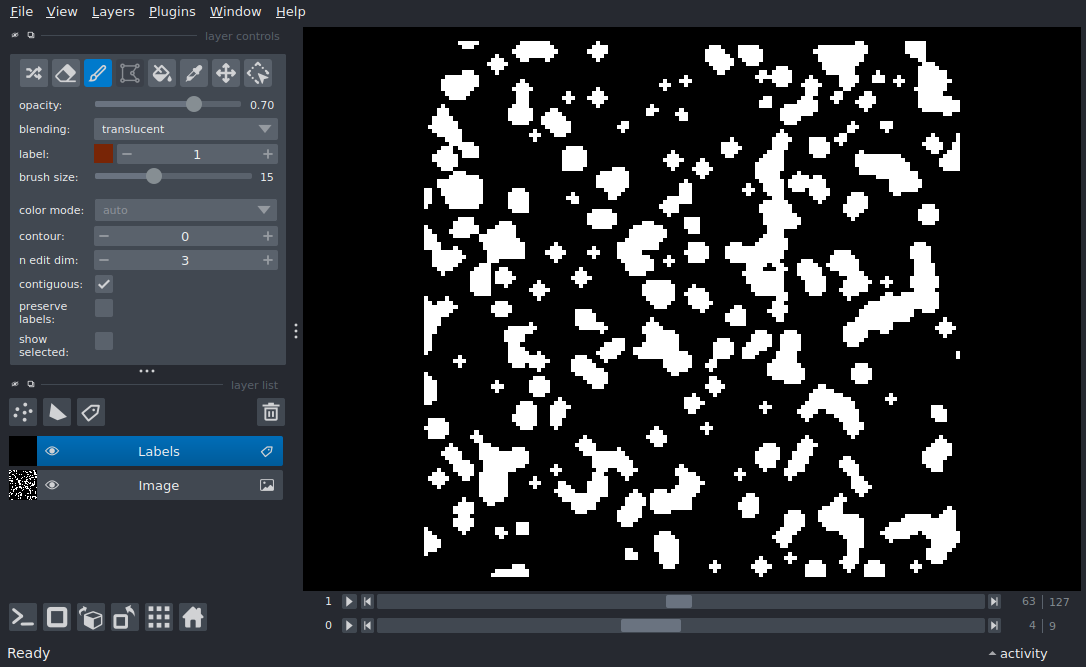 File View Layers Plugins Window Help
layer controls
opacity: 0.70
blending: translucent
label: 1
brush size: 15
color mode: auto
contour: 0
n edit dim: 3
contiguous:
preserve
labels:
show
selected:
layer list
Labels
Image
1 63 127
0 4 9
Ready activity